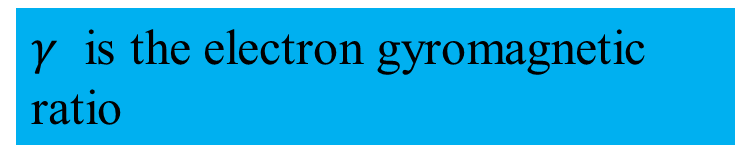 γ is the electron gyromagnetic
ratio